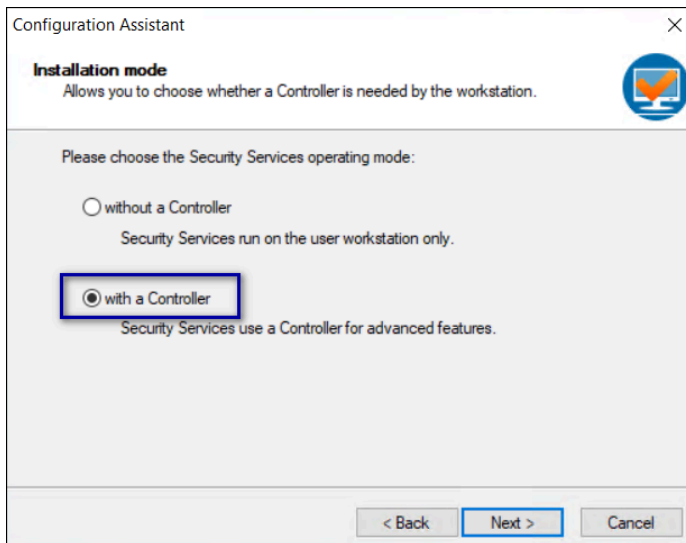 Configuration Assistant
Installation mode
Allows you to choose whether a Controller is needed by the workstation.
Please choose the Security Services operating mode:
without a Controller
Security Services run on the user workstation only.
with a Controller
Security Services use a Controller for advanced features.
< Back
Next >
Cancel